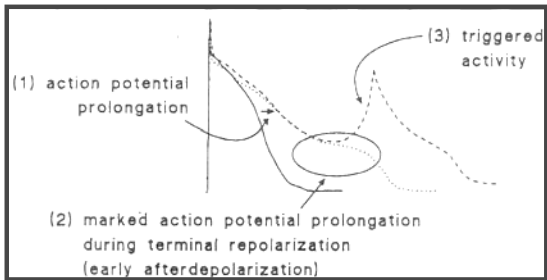 (3) triggered
activity
(1) action potential
prolongation
(2) marked action potential prolongation
during terminal repolarization
(early afterdepolarization)